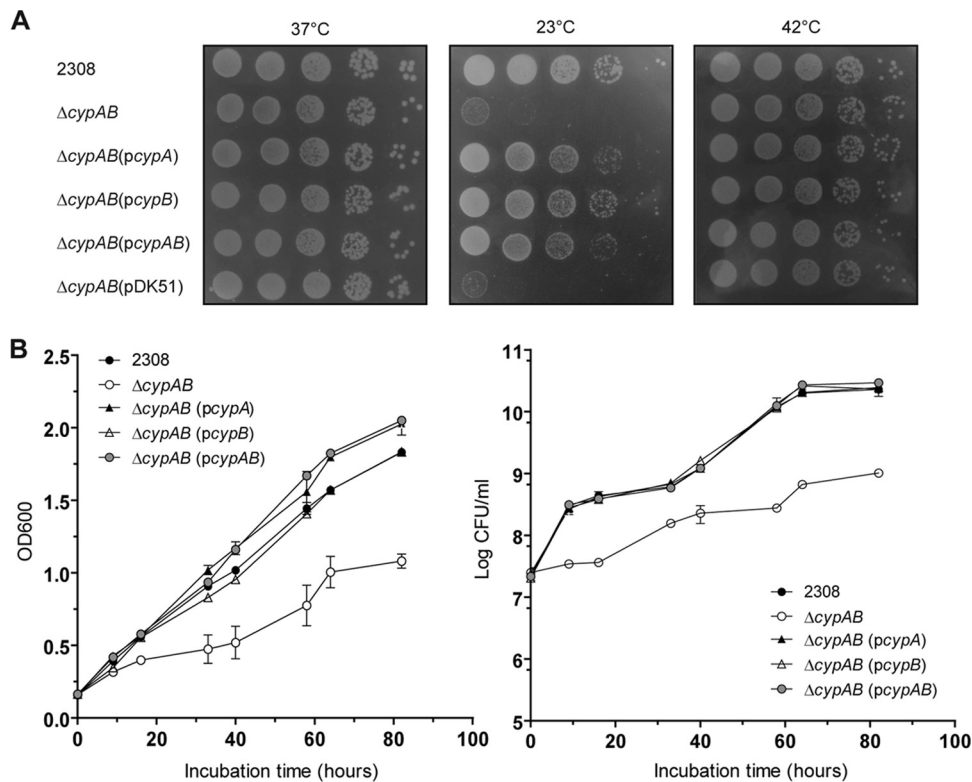 A
37°C 23°C 42°C
2308
ΔcypAB
ΔcypAB(pcypA)
ΔcypAB(pcypB)
ΔcypAB(pcypAB)
ΔcypAB(pDK51)
B
2.5
2.0
1.5
1.0
0.5
0.0
OD600
2308
ΔcypAB
ΔcypAB (pcypA)
ΔcypAB (pcypB)
ΔcypAB (pcypAB)
0 20 40 60 80 100
Incubation time (hours)
11
10
9
8
7
6
5
Log CFU/ml
2308
ΔcypAB
ΔcypAB (pcypA)
ΔcypAB (pcypB)
ΔcypAB (pcypAB)
0 20 40 60 80 100
Incubation time (hours)